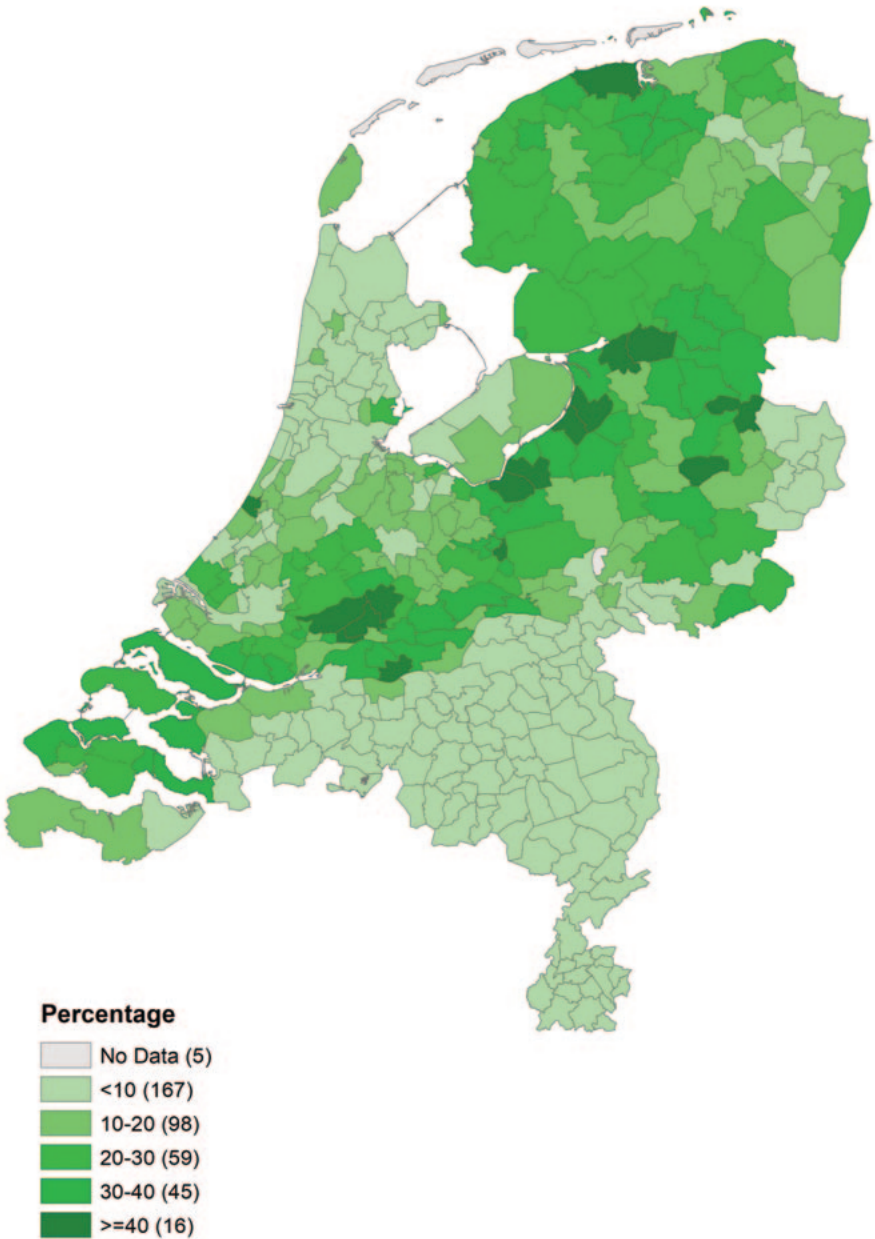 Percentage
No Data (5)
<10 (167)
10-20 (98)
20-30 (59)
30-40 (45)
>=40 (16)